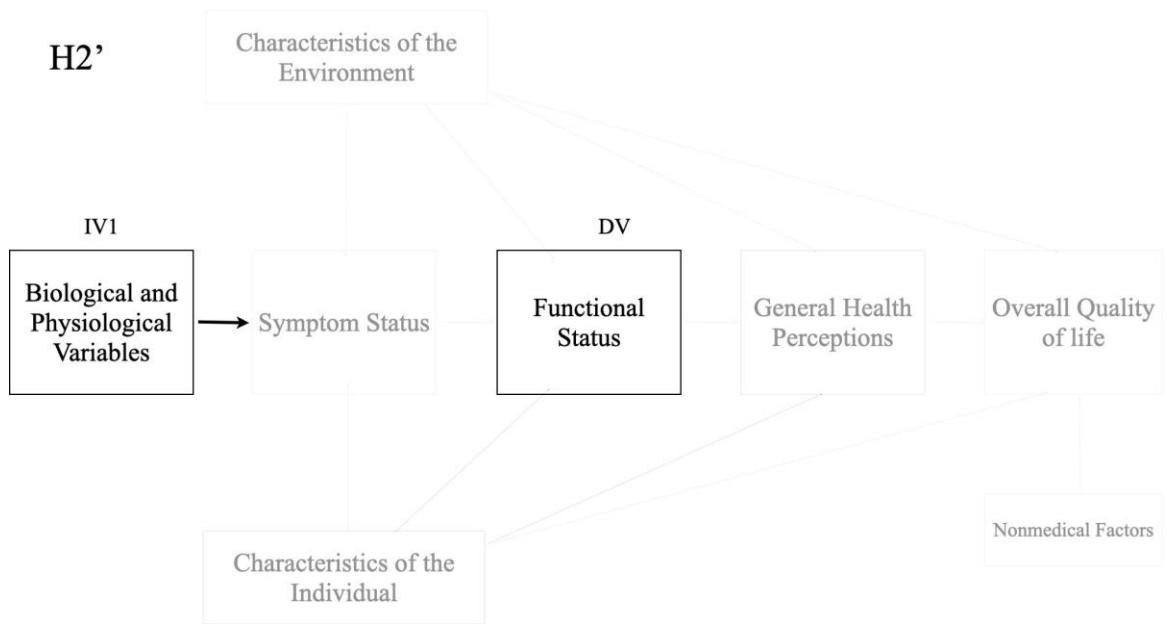 H2’
Characteristics of the
Environment
IV1
DV
Biological and
Physiological
Variables
Symptom Status
Functional
Status
General Health
Perceptions
Overall Quality
of life
Nonmedical Factors
Characteristics of the
Individual